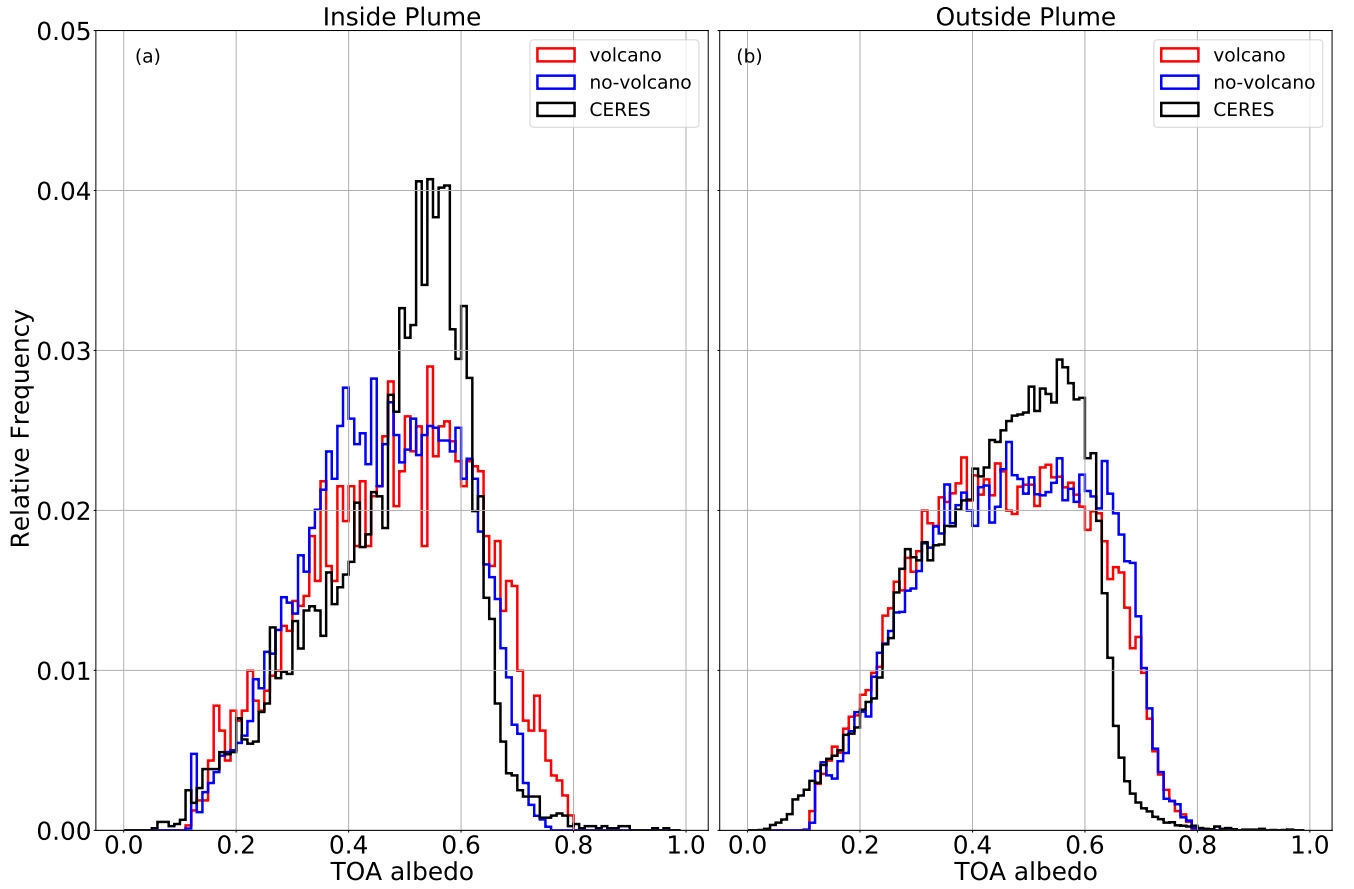 Inside Plume
Outside Plume
(a)
volcano
no-volcano
CERES
(b)
volcano
no-volcano
CERES
Relative Frequency
0.05
0.04
0.03
0.02
0.01
0.00
0.0 0.2 0.4 0.6 0.8 1.0
0.0 0.2 0.4 0.6 0.8 1.0
TOA albedo
TOA albedo